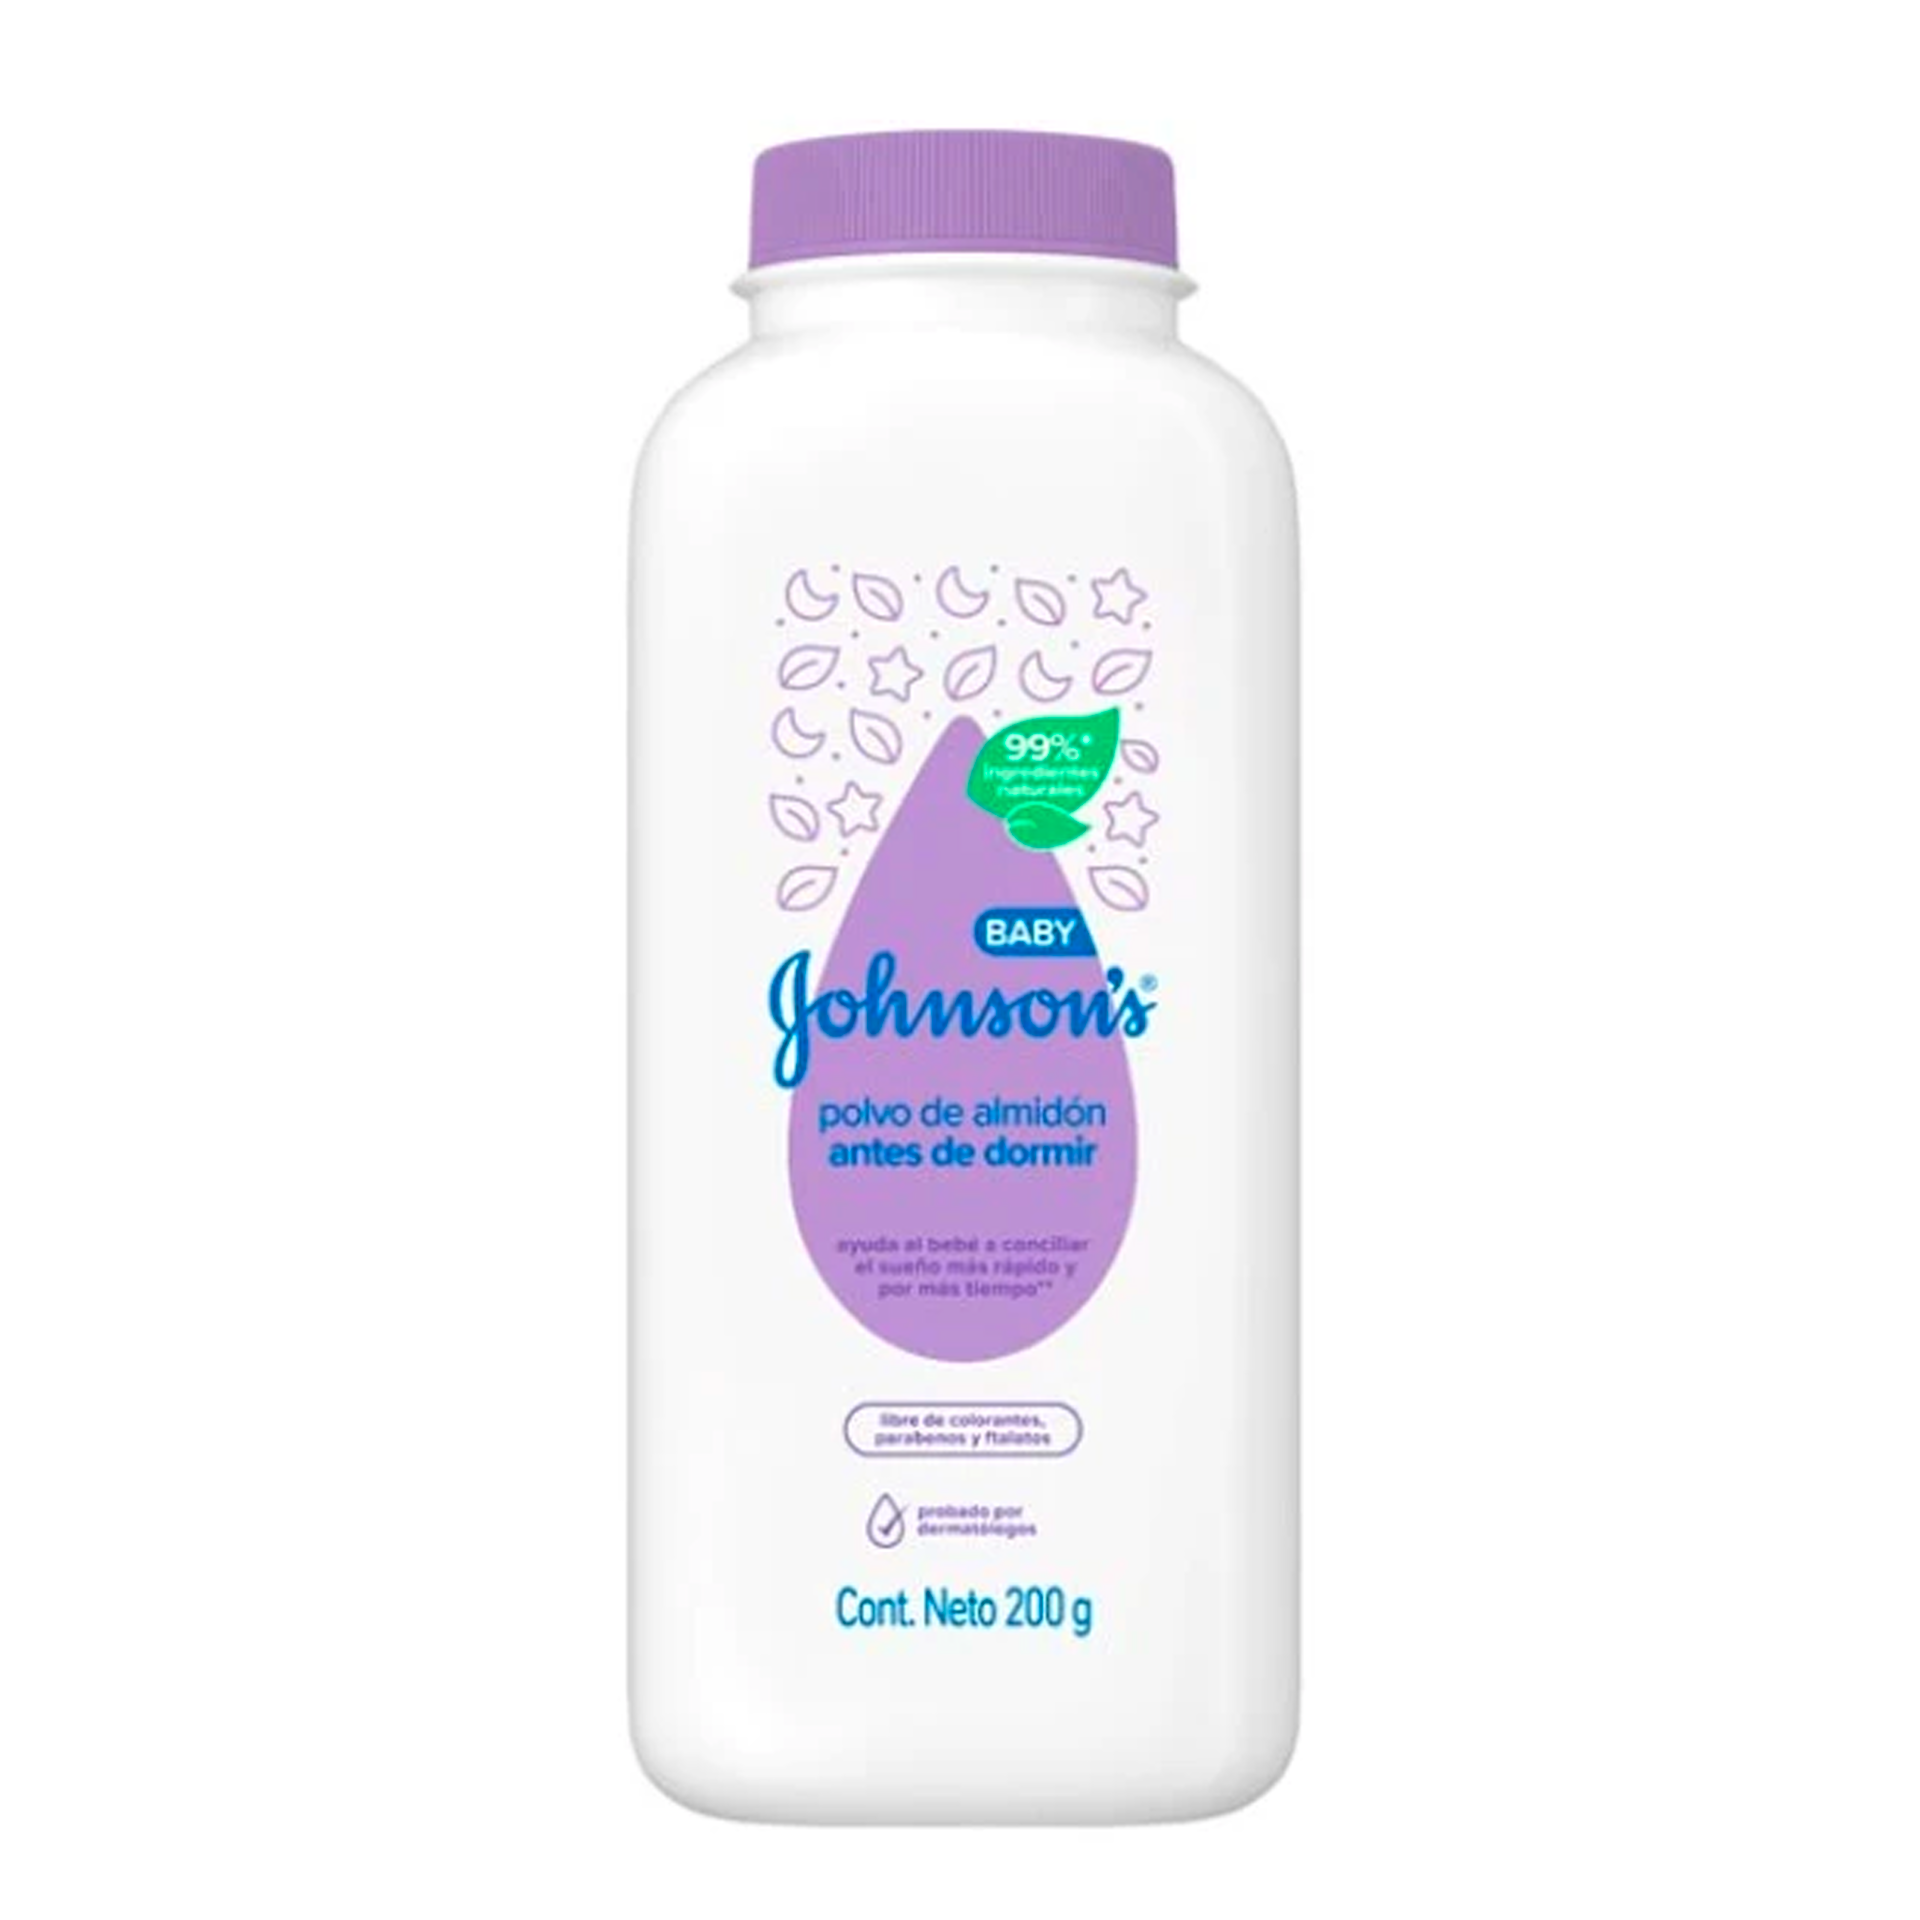 99%*
ingredientes
naturales
BABY
Johnson's®
polvo de almidón
antes de dormir
ayuda al bebé a conciliar
el sueño más rápido y
por más tiempo**
libre de colorantes,
parabenos y ftalatos
probado por
dermatólogos
Cont. Neto 200 g